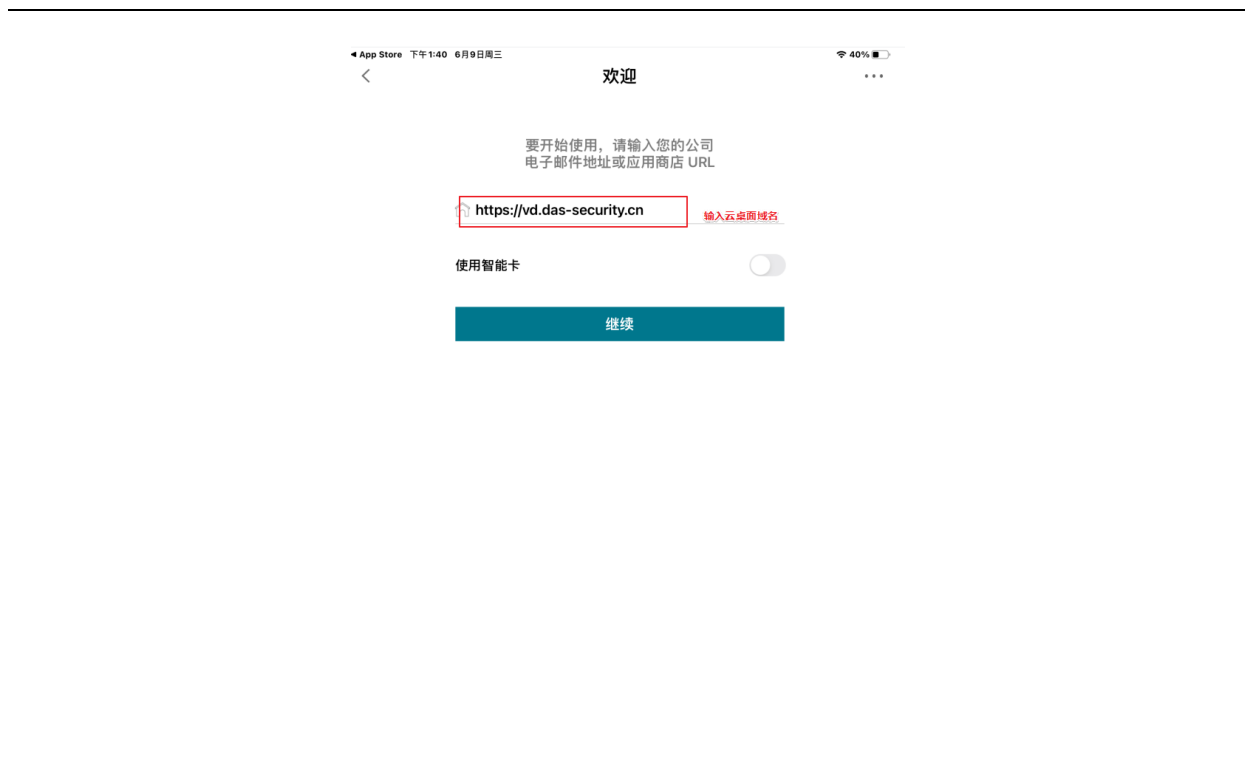 App Store 下午1:40 6月9日周三 40%
欢迎
要开始使用，请输入您的公司
电子邮件地址或应用商店 URL
https://vd.das-security.cn 输入云桌面域名
使用智能卡
继续